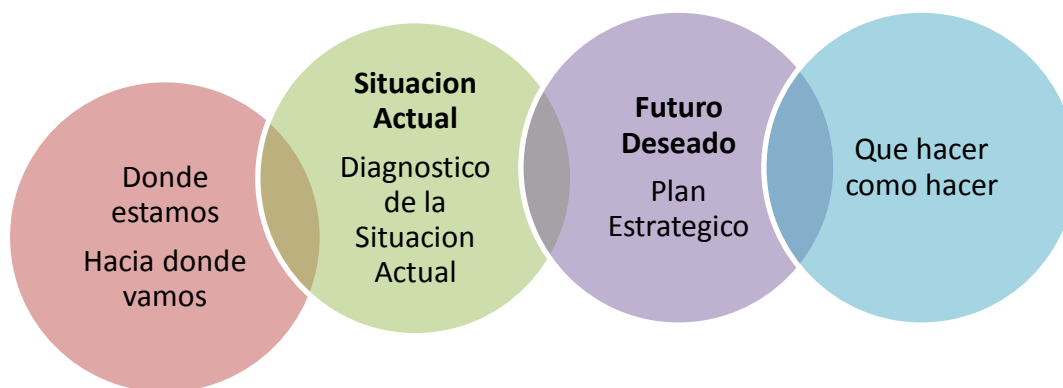 Donde
estamos
Hacia donde
vamos
Situacion
Actual
Diagnostico
de la
Situacion
Actual
Futuro
Deseado
Plan
Estrategico
Que hacer
como hacer